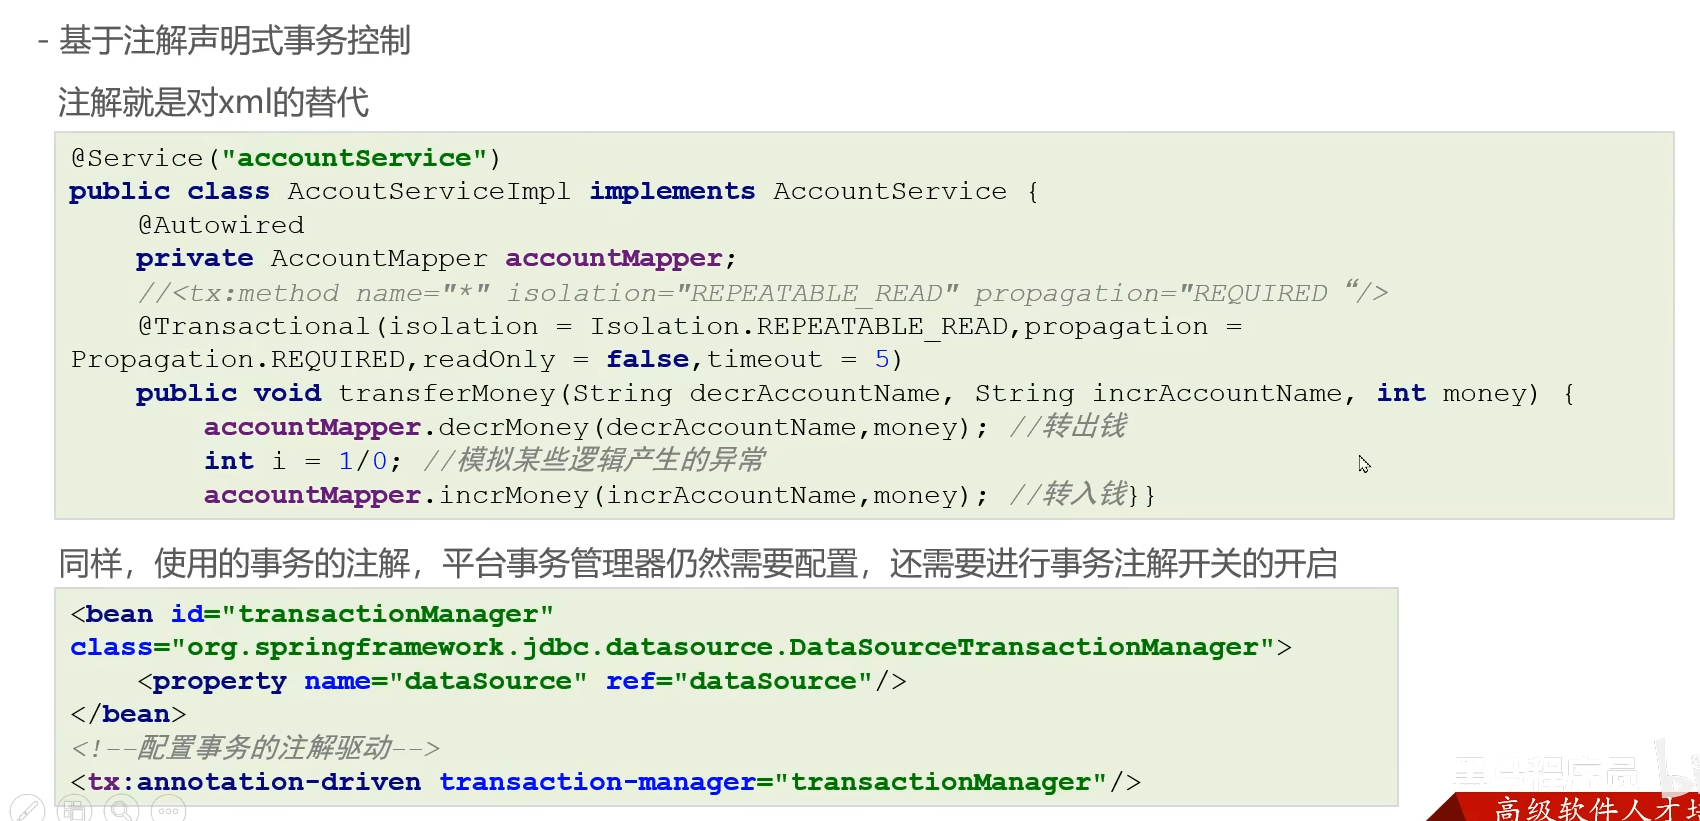 - 基于注解声明式事务控制
注解就是对xml的替代
@Service("accountService")
public class AccoutServiceImpl implements AccountService {
@Autowired
private AccountMapper accountMapper;
//<tx:method name="*" isolation="REPEATABLE_READ" propagation="REQUIRED“/>
@Transactional(isolation = Isolation.REPEATABLE_READ,propagation =
Propagation.REQUIRED,readOnly = false,timeout = 5)
public void transferMoney(String decrAccountName, String incrAccountName, int money) {
accountMapper.decrMoney(decrAccountName,money); //转出钱
int i = 1/0; //模拟某些逻辑产生的异常
accountMapper.incrMoney(incrAccountName,money); //转入钱}}
同样，使用的事务的注解，平台事务管理器仍然需要配置，还需要进行事务注解开关的开启
<bean id="transactionManager"
class="org.springframework.jdbc.datasource.DataSourceTransactionManager">
<property name="dataSource" ref="dataSource"/>
</bean>
<!--配置事务的注解驱动-->
<tx:annotation-driven transaction-manager="transactionManager"/>
黑马程序员
高级软件人才培